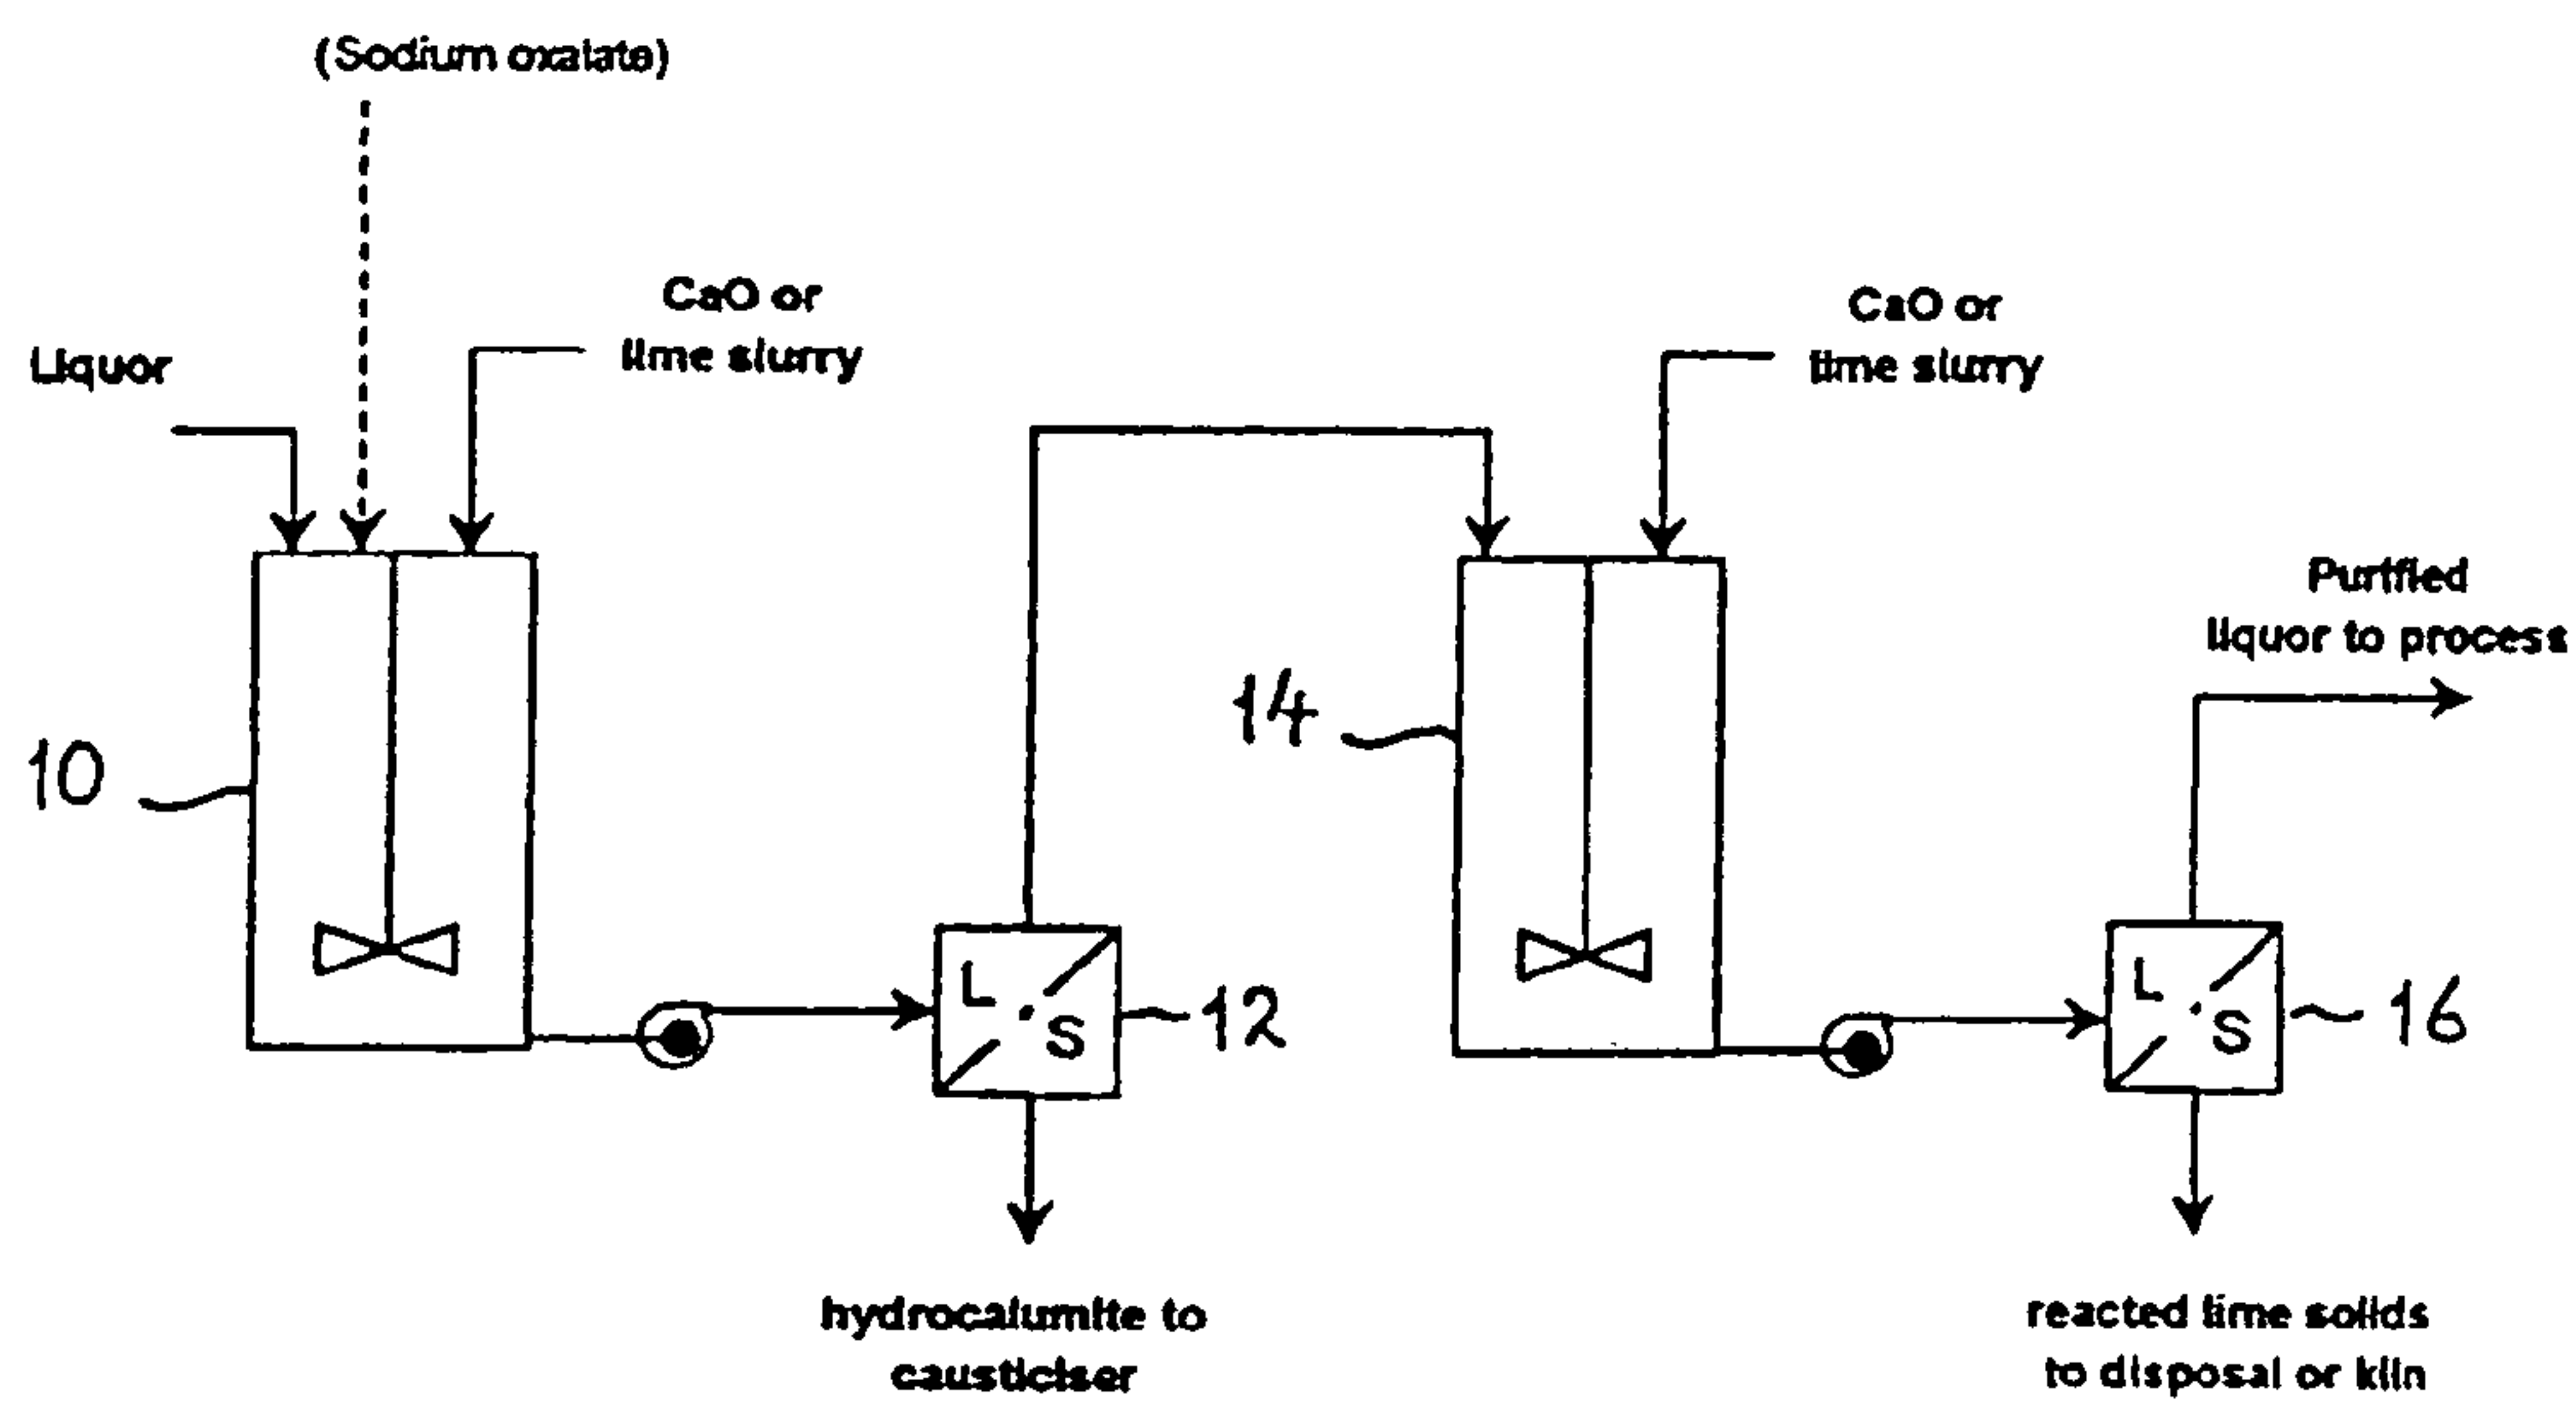 (Sodium oxalate)
CaO or
lime slurry
Liquor
CaO or
lime slurry
Purified
liquor to process
10
14
L
S
12
L
S
16
hydrocalumite to
causticiser
reacted lime solids
to disposal or kiln